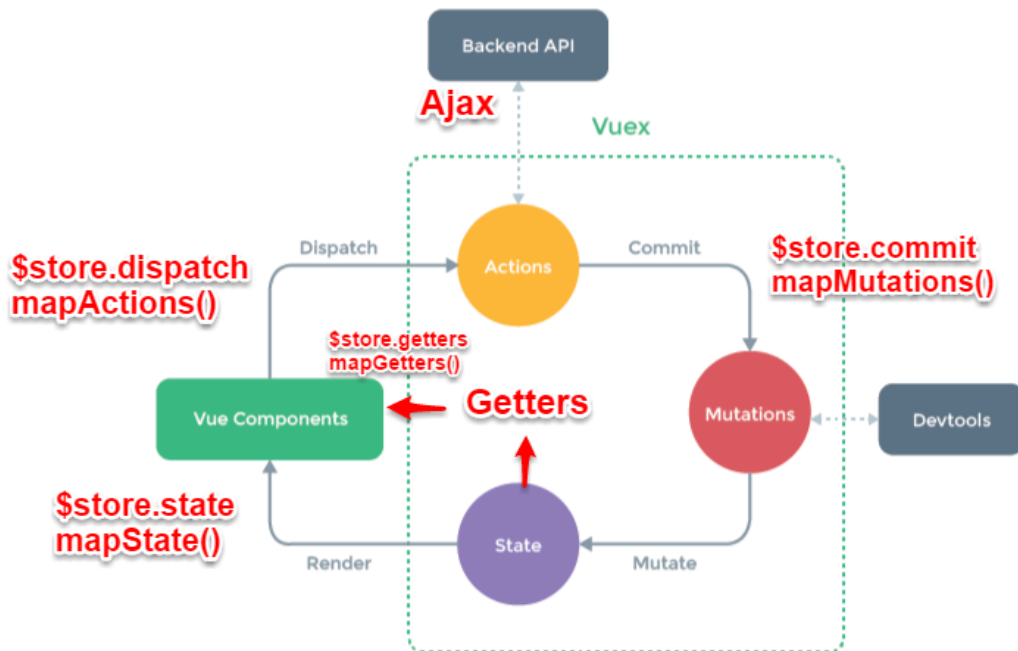 Backend API
Ajax
Vuex
Dispatch
Commit
$store.dispatch
mapActions()
Actions
$store.commit
mapMutations()
$store.getters
mapGetters()
Vue Components
Getters
Mutations
Devtools
$store.state
mapState()
State
Render
Mutate